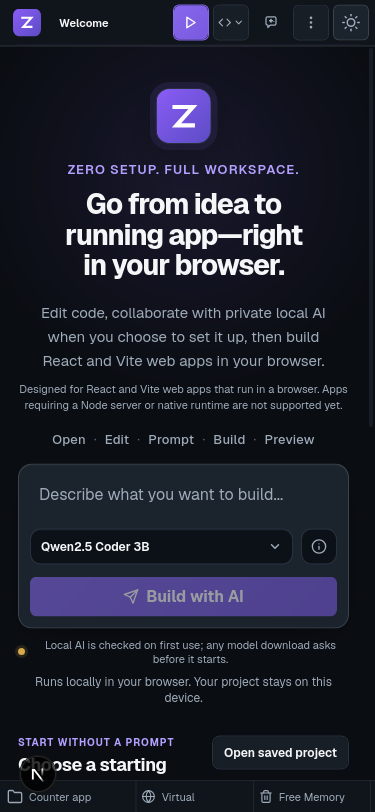 Z
Welcome
Z
ZERO SETUP. FULL WORKSPACE.
Go from idea to
running app—right
in your browser.
Edit code, collaborate with private local AI
when you choose to set it up, then build
React and Vite web apps in your browser.
Designed for React and Vite web apps that run in a browser. Apps
requiring a Node server or native runtime are not supported yet.
Open · Edit · Prompt · Build · Preview
Describe what you want to build...
Qwen2.5 Coder 3B
Build with AI
Local AI is checked on first use; any model download asks
before it starts.
Runs locally in your browser. Your project stays on this
device.
START WITHOUT A PROMPT
Choose a starting
Open saved project
N
Counter app
Virtual
Free Memory